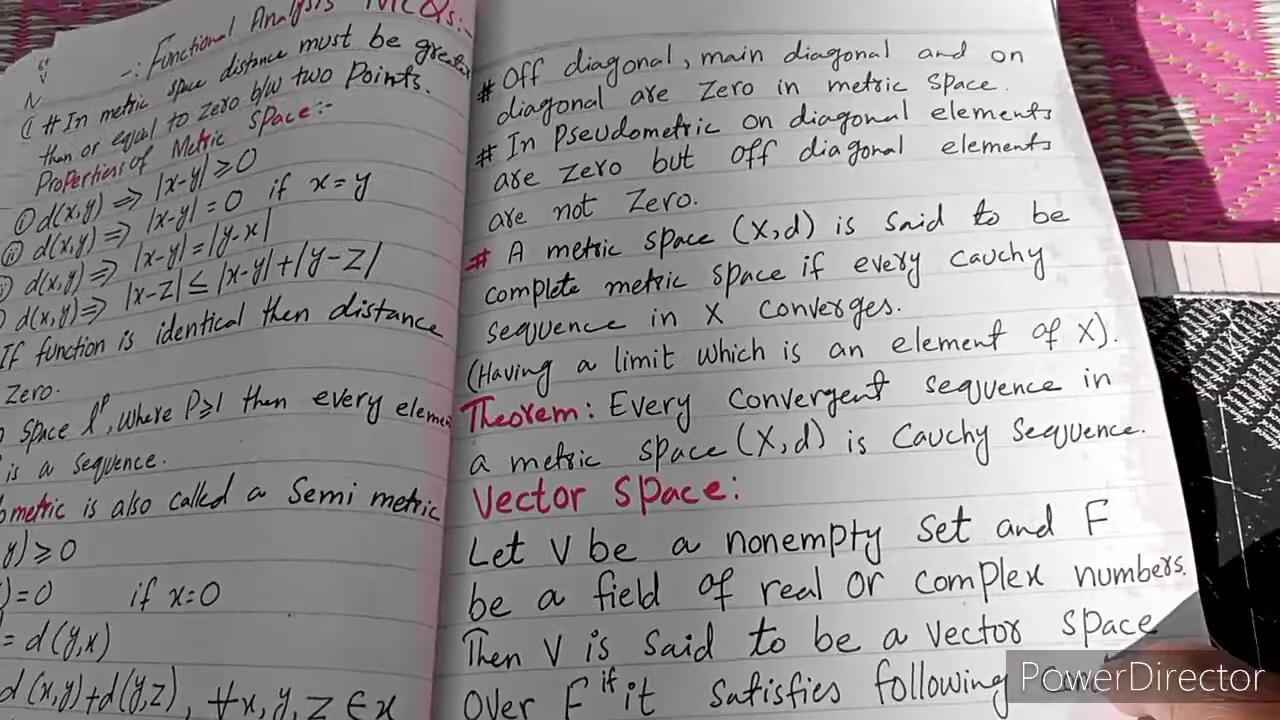 -: Functional Analysis MCQs:-
# In metric space distance must be greater
than or equal to zero b/w two Points.
Properties of Metric Space:-
① d(x,y) => |x-y| ≥ 0
d(x,y) => |x-y| = 0 if x = y
d(x,y) => |x-y| = |y-x|
d(x,y) => |x-z| ≤ |x-y| + |y-z|
If function is identical then distance
Zero.
Space l^p, where P≥1 then every elemen
is a sequence.
metric is also called a Semi metric
y) ≥ 0
) = 0 if x = 0
= d(y,x)
d(x,y) + d(y,z), ∀ x, y, z ∈ x
# Off diagonal, main diagonal and on
diagonal are Zero in metric space.
# In Pseudometric on diagonal elements
are zero but off diagonal elements
are not Zero.
# A metric space (X,d) is said to be
complete metric space if every cauchy
sequence in X converges.
(Having a limit which is an element of X).
Theorem: Every Convergent sequence in
a metric space (X,d) is Cauchy Sequence.
Vector Space:
Let V be a nonempty set and F
be a field of real or complex numbers.
Then V is said to be a vector space
Over F if it satisfies following
PowerDirector